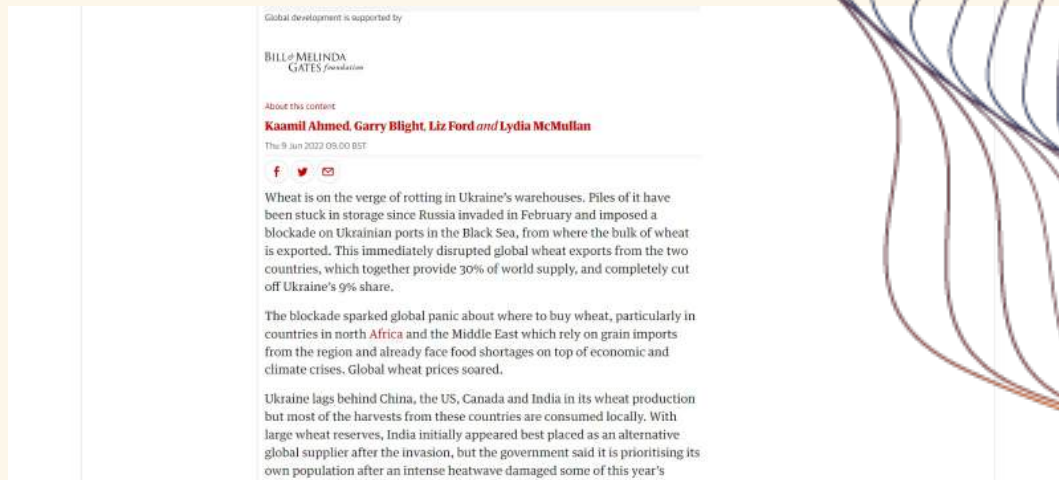 Global development is supported by
BILL & MELINDA
GATES foundation
About this content
Kaamil Ahmed, Garry Blight, Liz Ford and Lydia McMullan
Thu 9 Jun 2022 09.00 BST
Wheat is on the verge of rotting in Ukraine's warehouses. Piles of it have
been stuck in storage since Russia invaded in February and imposed a
blockade on Ukrainian ports in the Black Sea, from where the bulk of wheat
is exported. This immediately disrupted global wheat exports from the two
countries, which together provide 30% of world supply, and completely cut
off Ukraine's 9% share.
The blockade sparked global panic about where to buy wheat, particularly in
countries in north Africa and the Middle East which rely on grain imports
from the region and already face food shortages on top of economic and
climate crises. Global wheat prices soared.
Ukraine lags behind China, the US, Canada and India in its wheat production
but most of the harvests from these countries are consumed locally. With
large wheat reserves, India initially appeared best placed as an alternative
global supplier after the invasion, but the government said it is prioritising its
own population after an intense heatwave damaged some of this year's